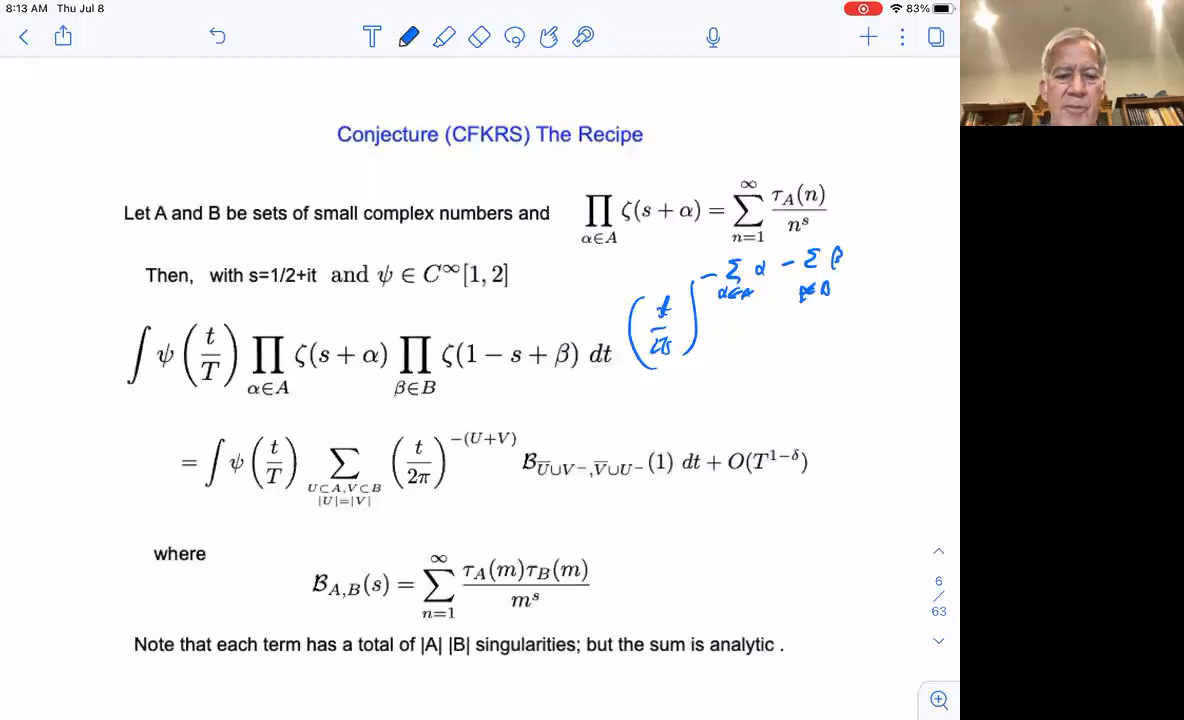 8:13 AM Thu Jul 8 83%
Conjecture (CFKRS) The Recipe
Let A and B be sets of small complex numbers and ∏_{α∈A} ζ(s + α) = ∑_{n=1}^{∞} τ_A(n)/n^s
Then, with s=1/2+it and ψ ∈ C^∞[1, 2]
∫ ψ(t/T) ∏_{α∈A} ζ(s + α) ∏_{β∈B} ζ(1 − s + β) dt (t/2π)^{−∑_{α∈A} α − ∑_{β∈B} β}
= ∫ ψ(t/T) ∑_{U⊂A,V⊂B |U|=|V|} (t/2π)^{−(U+V)} B_{U̅∪V⁻,V̅∪U⁻}(1) dt + O(T^{1−δ})
where
B_{A,B}(s) = ∑_{n=1}^{∞} τ_A(m)τ_B(m)/m^s
Note that each term has a total of |A| |B| singularities; but the sum is analytic .
6
/
63